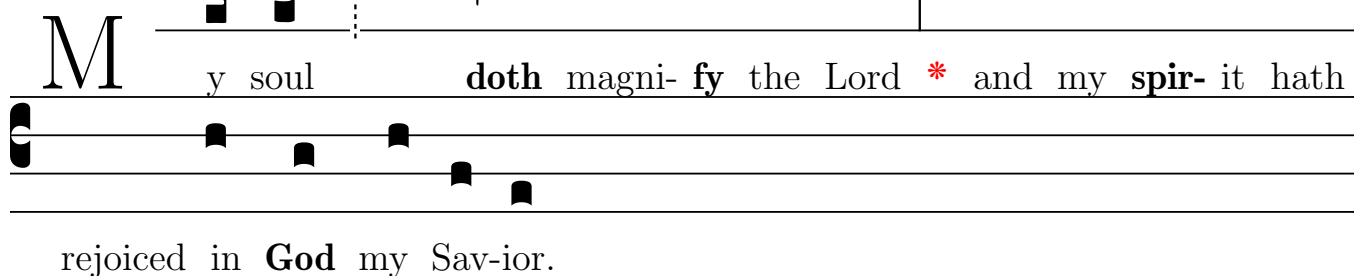 My soul doth magni- fy the Lord * and my spir- it hath
rejoiced in God my Sav-ior.